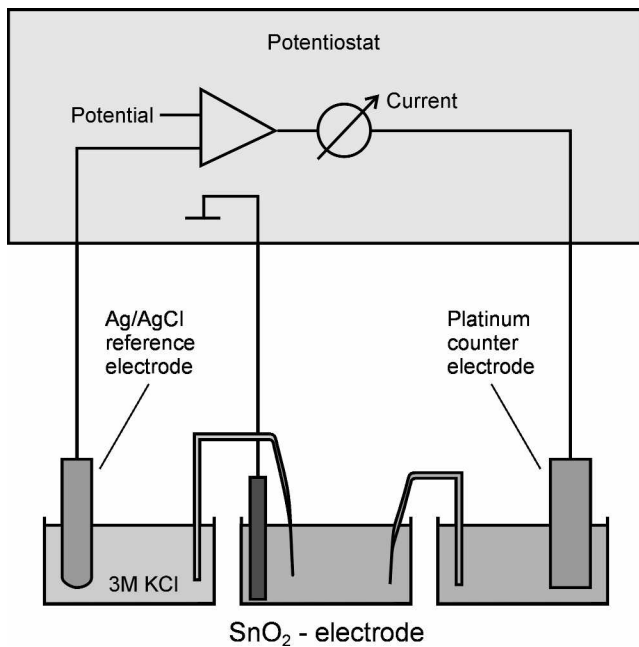 Potentiostat
Potential
Current
Ag/AgCl
reference
electrode
Platinum
counter
electrode
3M KCl
SnO₂ - electrode